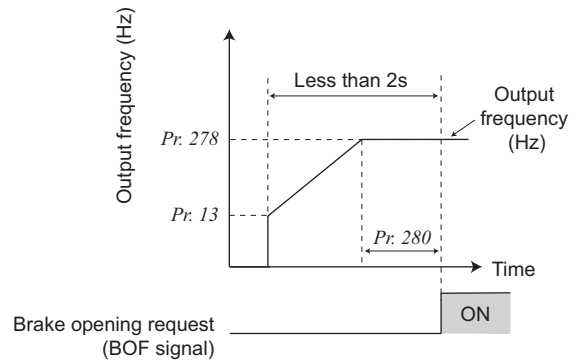 Output frequency (Hz)
Less than 2s
Output
frequency
(Hz)
Pr. 278
Pr. 13
Pr. 280
Time
ON
Brake opening request
(BOF signal)